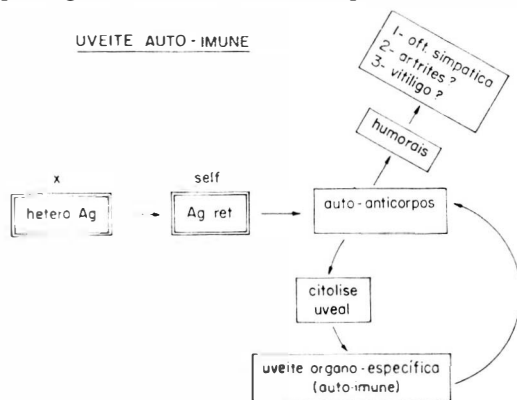 UVEITE AUTO-IMUNE
1- oft. simpatica
2- artrites ?
3- vitiligo ?
humorais
x
self
hetero Ag
Ag ret
auto-anticorpos
citolise
uveal
uveite organo-específica
(auto-imune)